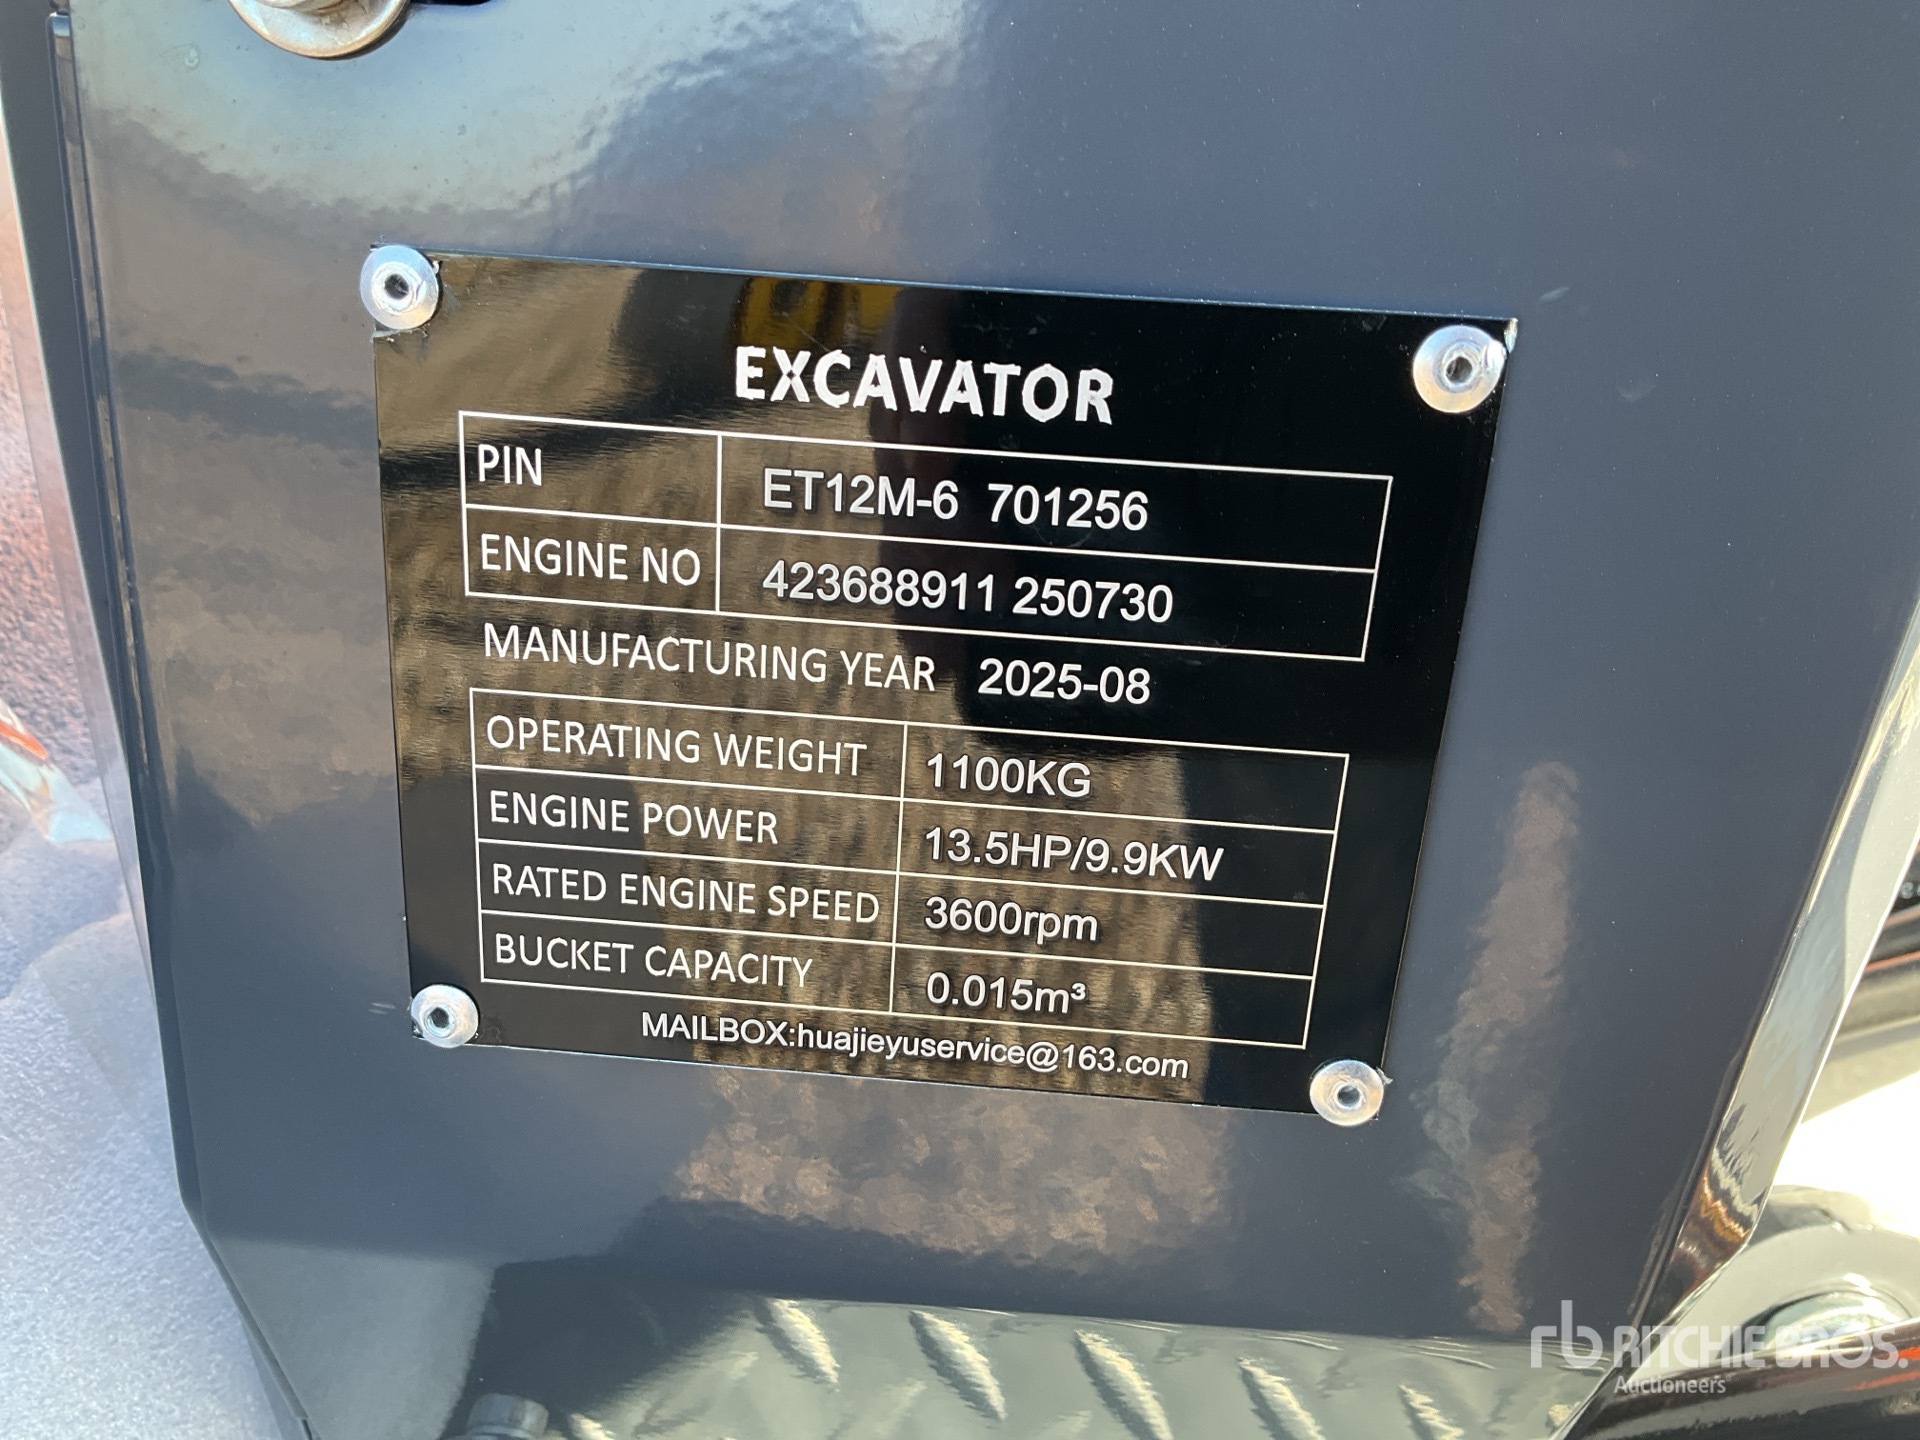 EXCAVATOR
PIN ET12M-6 701256
ENGINE NO 423688911 250730
MANUFACTURING YEAR 2025-08
OPERATING WEIGHT 1100KG
ENGINE POWER 13.5HP/9.9KW
RATED ENGINE SPEED 3600rpm
BUCKET CAPACITY 0.015m³
MAILBOX:huajieyuservice@163.com
rb RITCHIE BROS.
Auctioneers